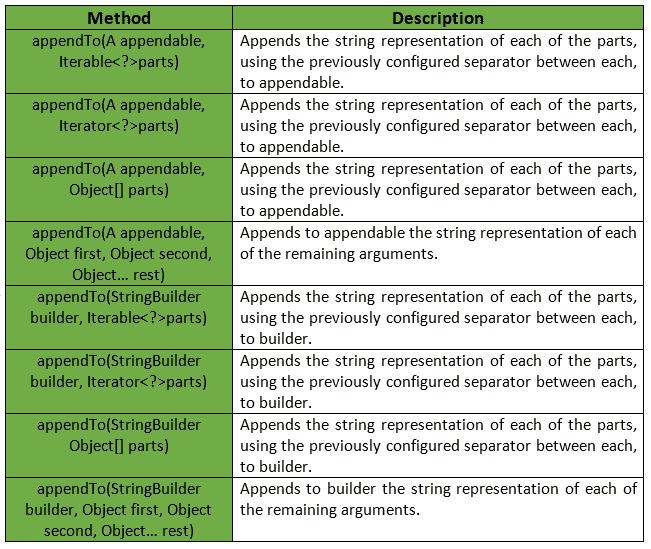 Method
Description
appendTo(A appendable,
Iterable<?>parts)
Appends the string representation of each of the parts,
using the previously configured separator between each,
to appendable.
appendTo(A appendable,
Iterator<?>parts)
Appends the string representation of each of the parts,
using the previously configured separator between each,
to appendable.
appendTo(A appendable,
Object[] parts)
Appends the string representation of each of the parts,
using the previously configured separator between each,
to appendable.
appendTo(A appendable,
Object first, Object second,
Object... rest)
Appends to appendable the string representation of each
of the remaining arguments.
appendTo(StringBuilder
builder, Iterable<?>parts)
Appends the string representation of each of the parts,
using the previously configured separator between each,
to builder.
appendTo(StringBuilder
builder, Iterator<?>parts)
Appends the string representation of each of the parts,
using the previously configured separator between each,
to builder.
appendTo(StringBuilder
Object[] parts)
Appends the string representation of each of the parts,
using the previously configured separator between each,
to builder.
appendTo(StringBuilder
builder, Object first, Object
second, Object... rest)
Appends to builder the string representation of each of
the remaining arguments.